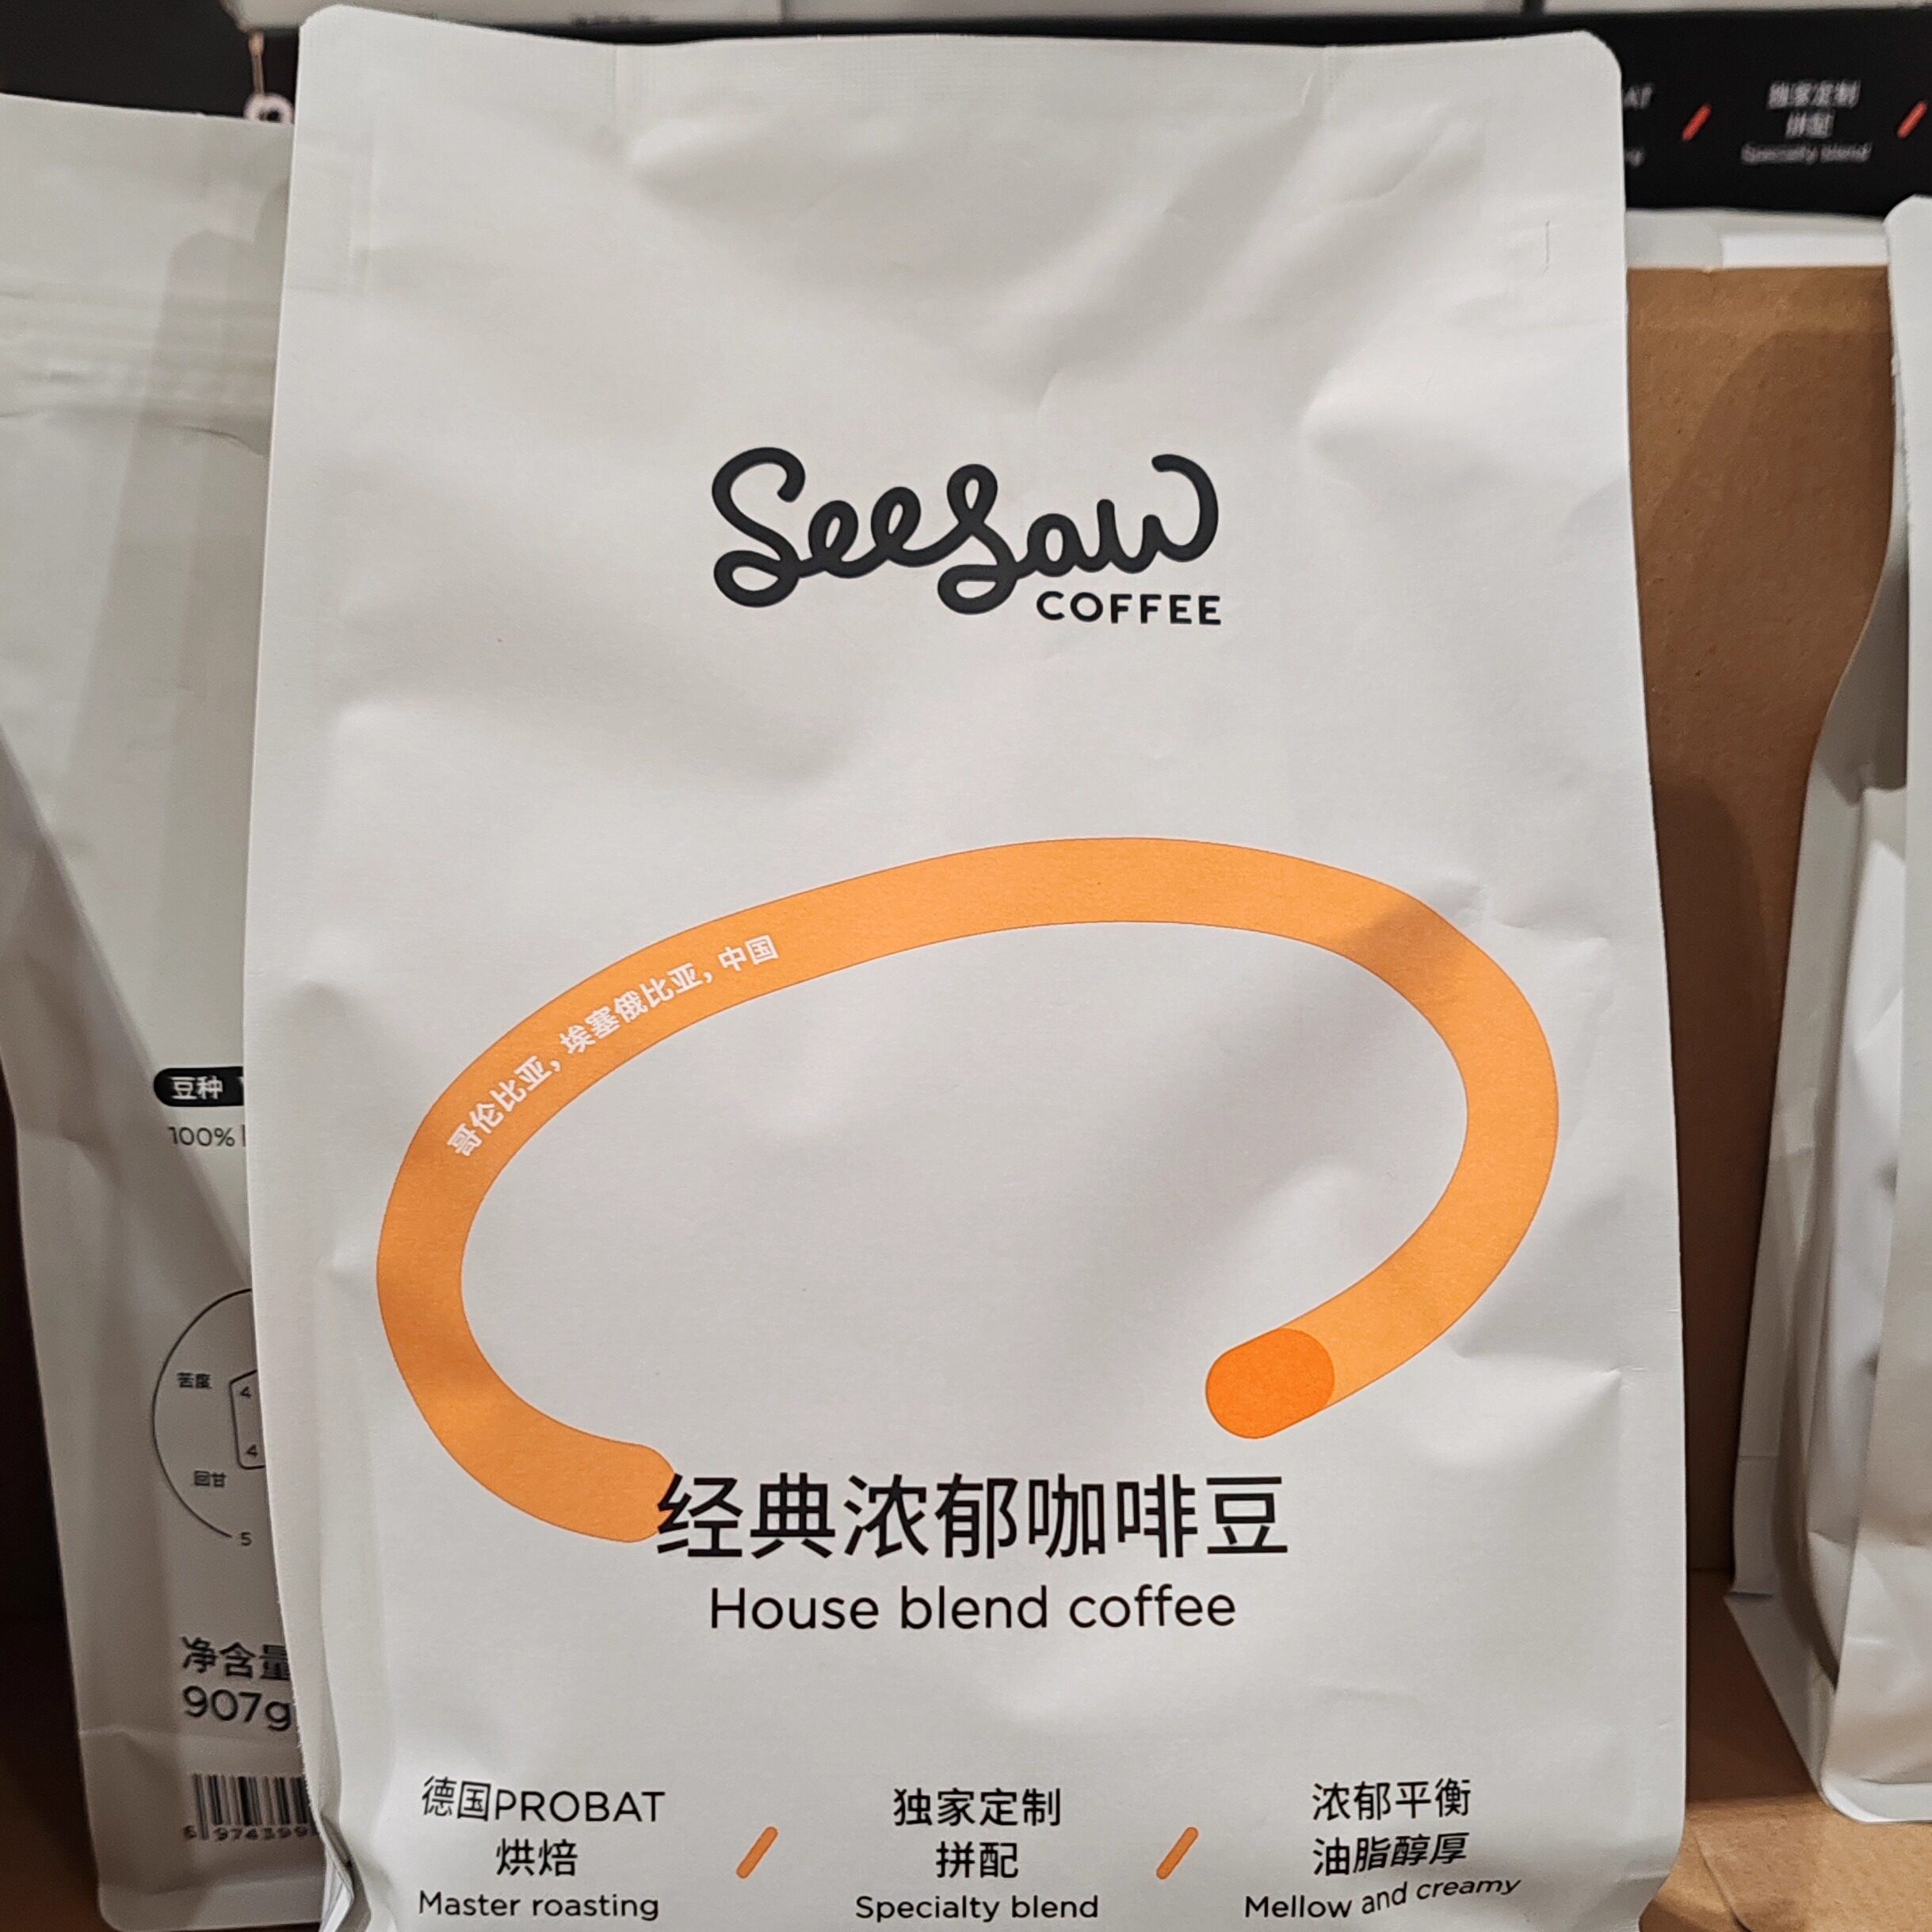 独家定制
拼配
Specialty blend
Seesaw
COFFEE
哥伦比亚，埃塞俄比亚，中国
豆种
100%
苦度
4
4
回甘
5
经典浓郁咖啡豆
House blend coffee
净含量
907g
德国PROBAT
烘焙
Master roasting
独家定制
拼配
Specialty blend
浓郁平衡
油脂醇厚
Mellow and creamy